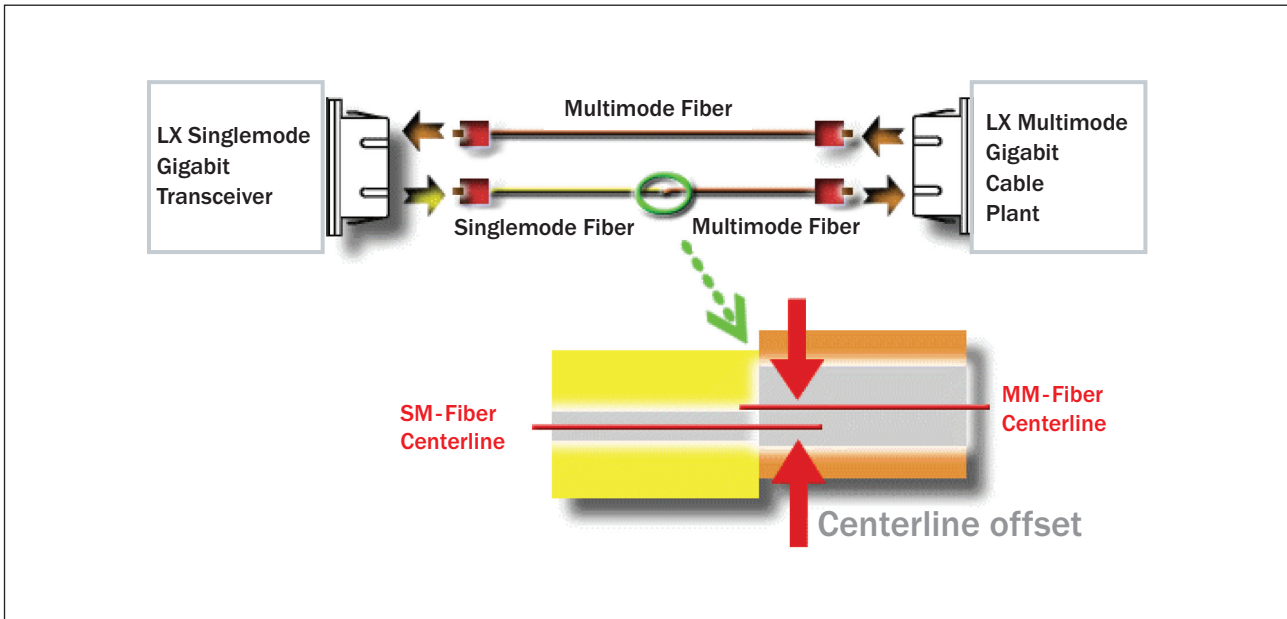 Multimode Fiber
LX Singlemode
Gigabit
Transceiver
LX Multimode
Gigabit
Cable
Plant
Singlemode Fiber
Multimode Fiber
SM-Fiber
Centerline
MM-Fiber
Centerline
Centerline offset